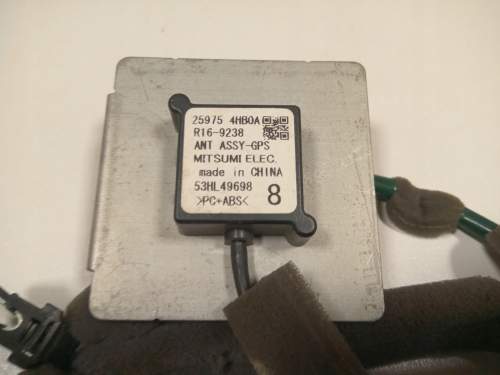 25975 4HB0A
R16-9238
ANT ASSY-GPS
MITSUMI ELEC.
made in CHINA
53HL49698 8
>PC+ABS<